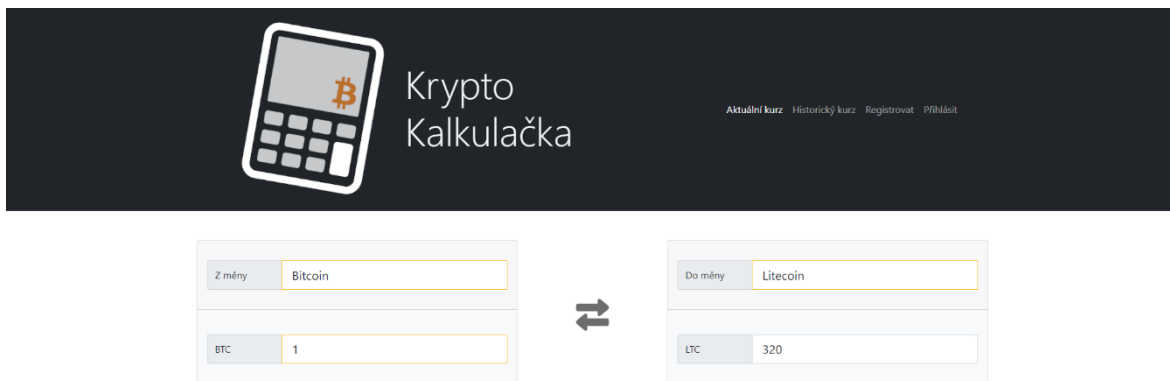 Krypto
Kalkulačka
Aktuální kurz Historický kurz Registrovat Přihlásit
Z měny Bitcoin
Do měny Litecoin
BTC 1
LTC 320